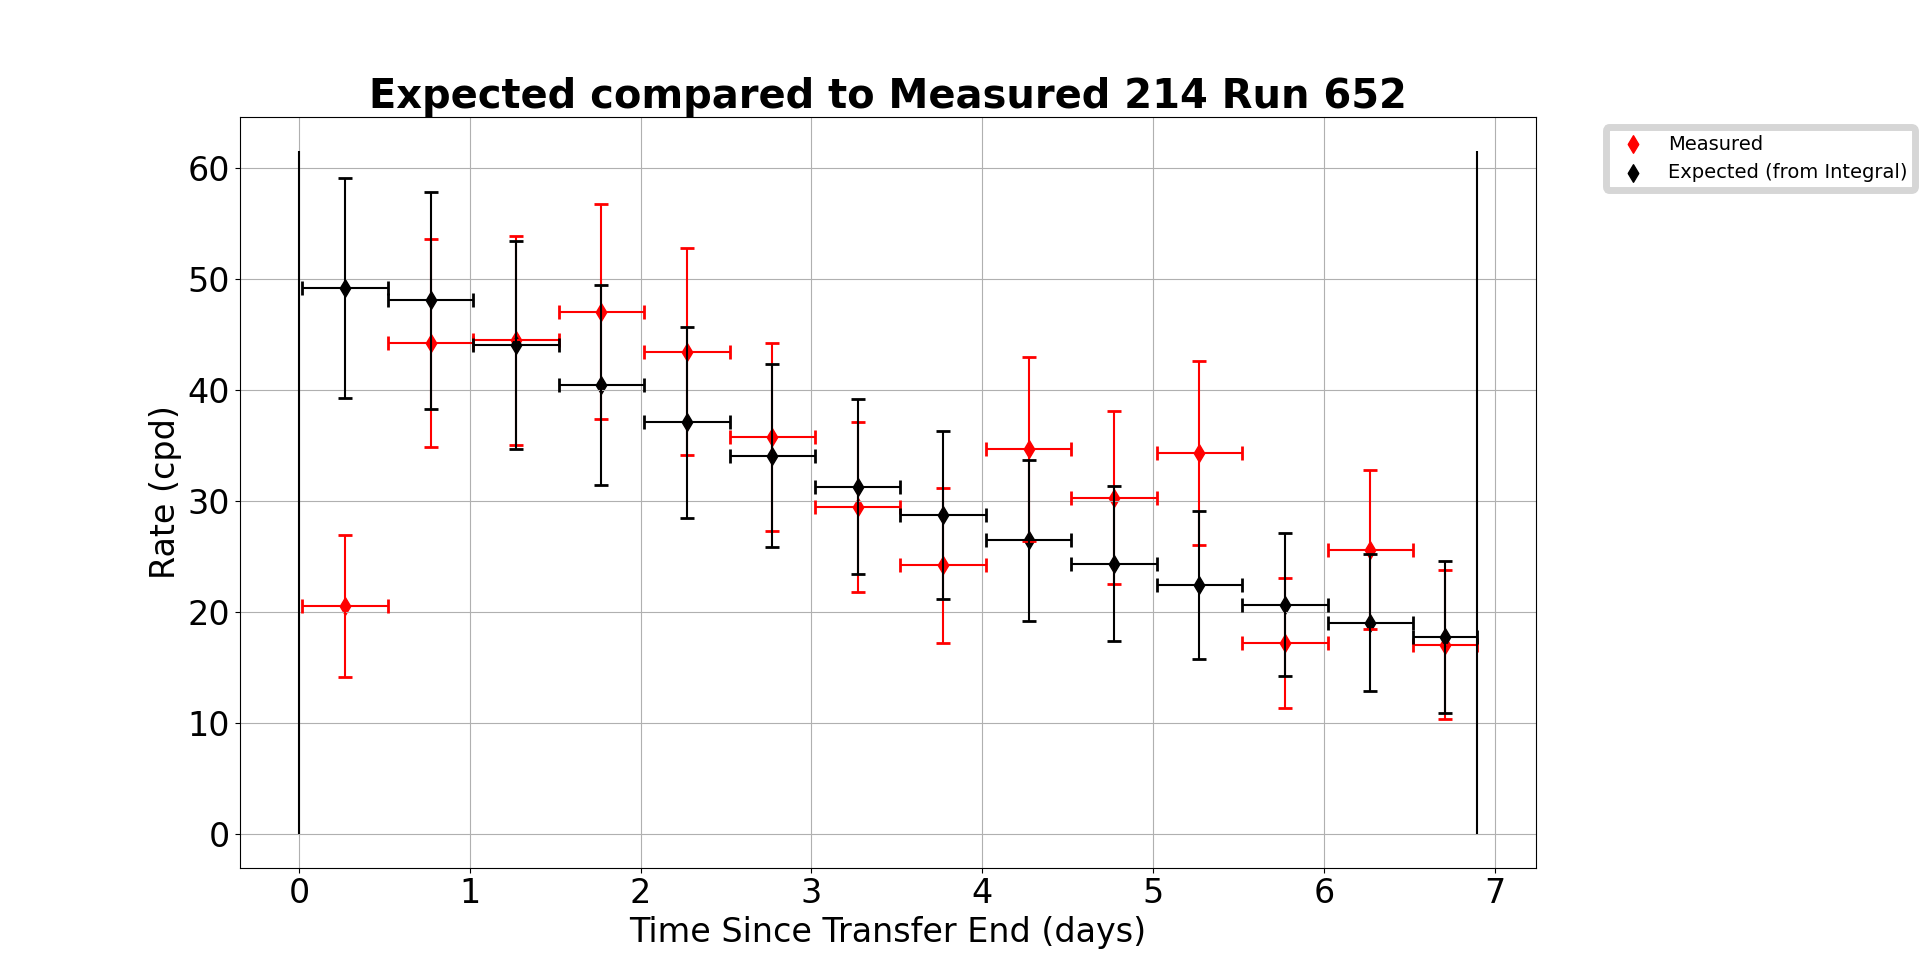 Expected compared to Measured 214 Run 652
Measured
Expected (from Integral)
60
50
40
30
20
10
0
Rate (cpd)
0 1 2 3 4 5 6 7
Time Since Transfer End (days)